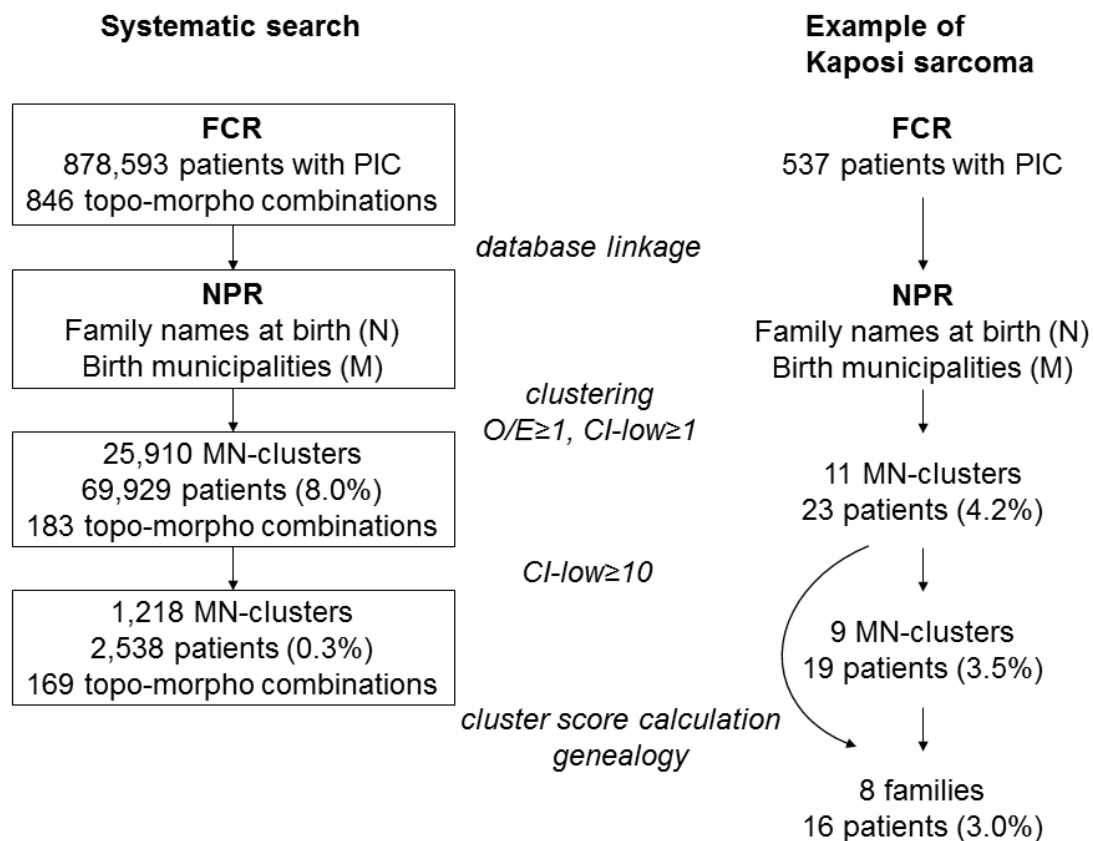 Systematic search
FCR
878,593 patients with PIC
846 topo-morpho combinations
database linkage
NPR
Family names at birth (N)
Birth municipalities (M)
clustering
O/E≥1, CI-low≥1
25,910 MN-clusters
69,929 patients (8.0%)
183 topo-morpho combinations
CI-low≥10
1,218 MN-clusters
2,538 patients (0.3%)
169 topo-morpho combinations
cluster score calculation
genealogy
Example of
Kaposi sarcoma
FCR
537 patients with PIC
NPR
Family names at birth (N)
Birth municipalities (M)
11 MN-clusters
23 patients (4.2%)
9 MN-clusters
19 patients (3.5%)
8 families
16 patients (3.0%)